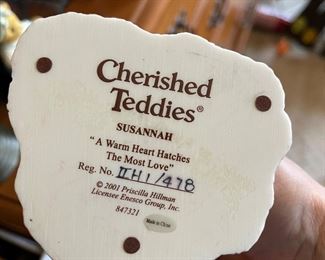 Cherished
Teddies®
SUSANNAH
"A Warm Heart Hatches
The Most Love"
Reg. No. IIH1/478
© 2001 Priscilla Hillman
Licensee Enesco Group, Inc.
847321
Made in China